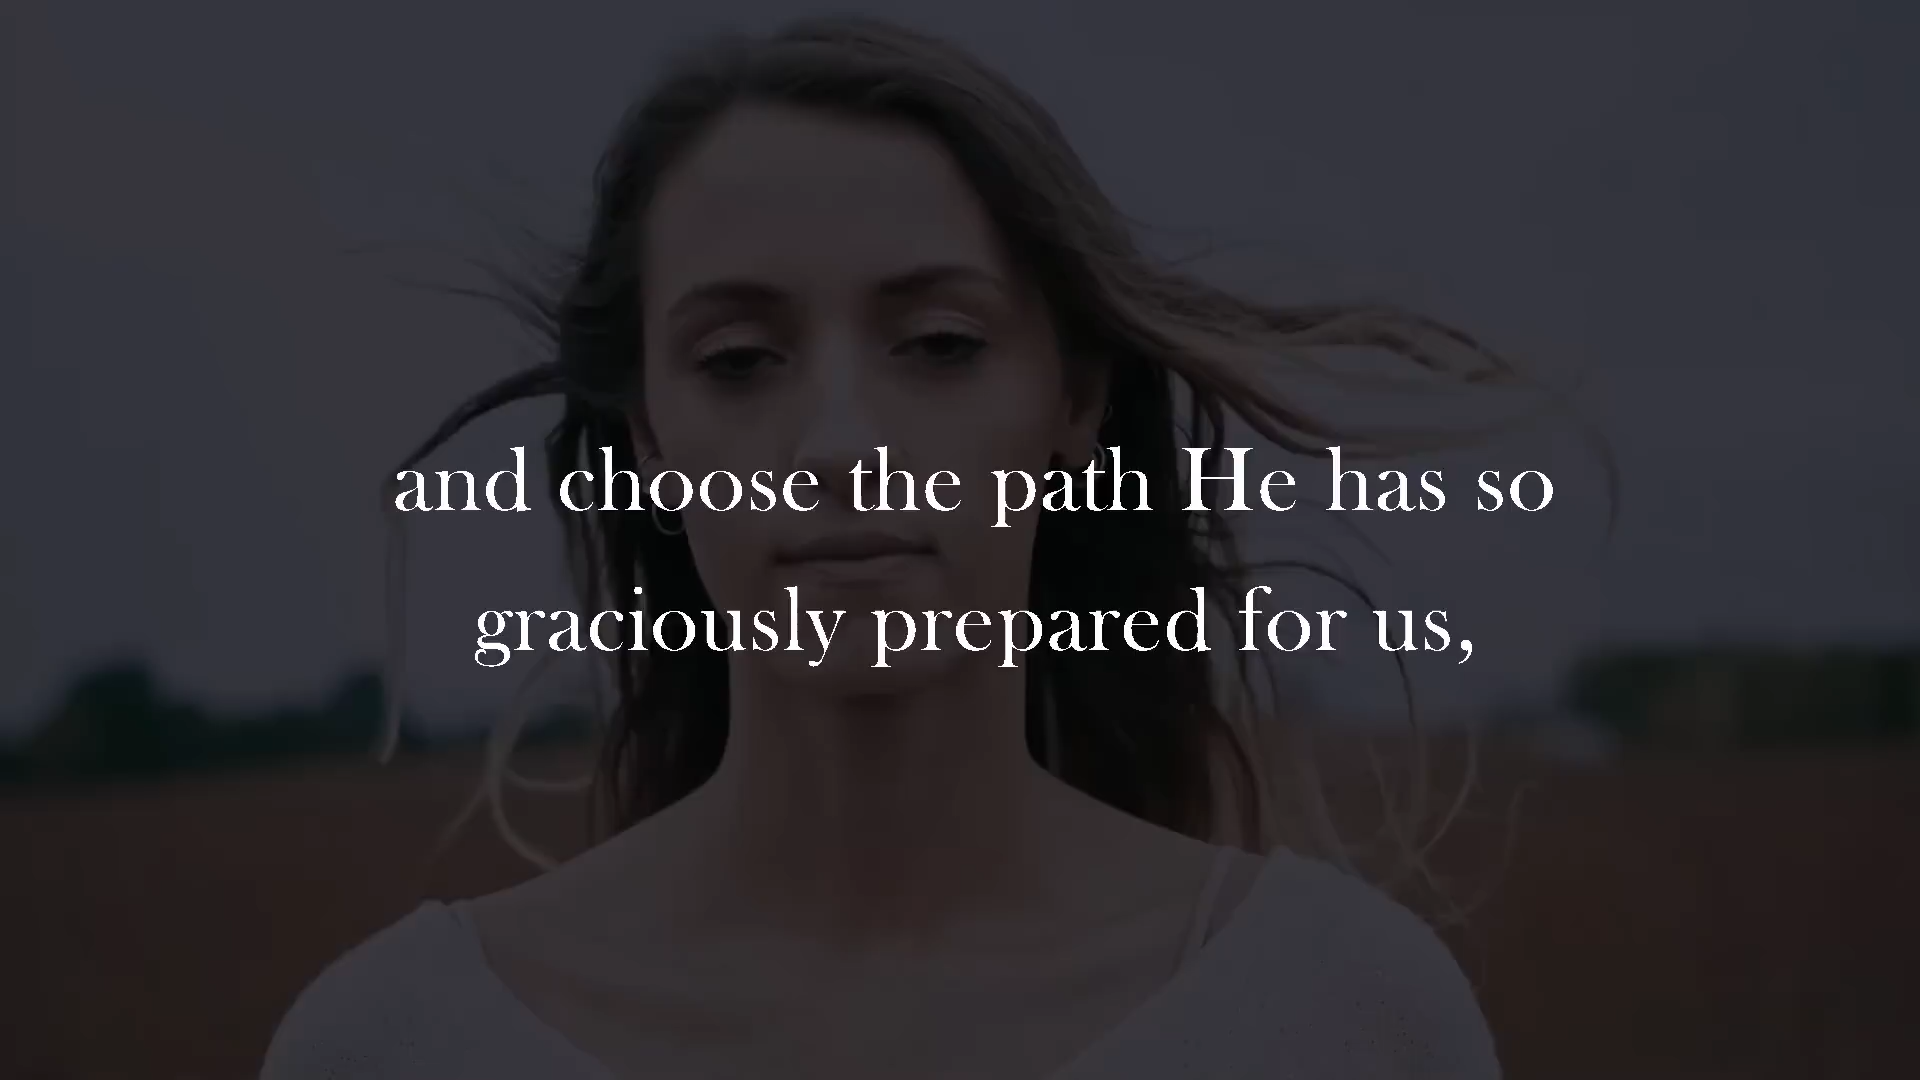 and choose the path He has so
graciously prepared for us,